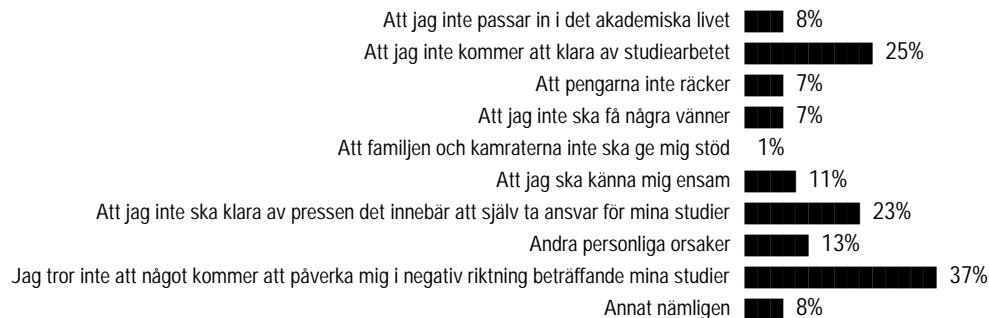 Att jag inte passar in i det akademiska livet 8%
Att jag inte kommer att klara av studiearbetet 25%
Att pengarna inte räcker 7%
Att jag inte ska få några vänner 7%
Att familjen och kamraterna inte ska ge mig stöd 1%
Att jag ska känna mig ensam 11%
Att jag inte ska klara av pressen det innebär att själv ta ansvar för mina studier 23%
Andra personliga orsaker 13%
Jag tror inte att något kommer att påverka mig i negativ riktning beträffande mina studier 37%
Annat nämligen 8%